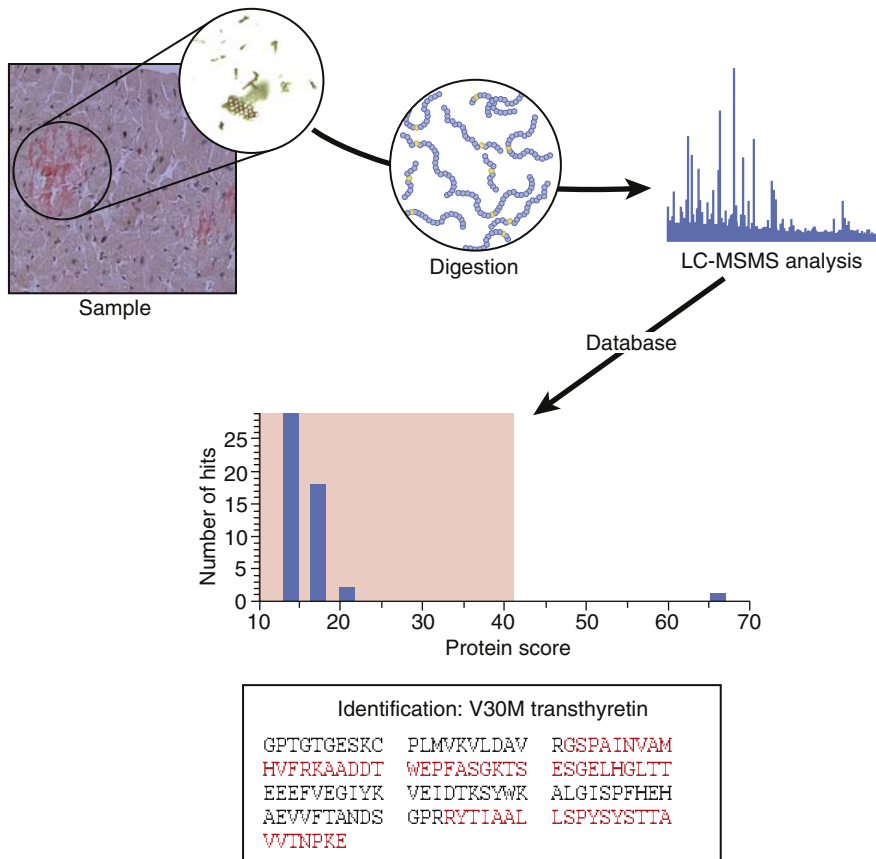 Sample
Digestion
LC-MSMS analysis
Database
Number of hits
25
20
15
10
5
0
10 20 30 40 50 60 70
Protein score
Identification: V30M transthyretin
GPTGTGESKC PLMVKVLDAV RGSPAINVAM
HVFRKAADDT WEPFASGKTS ESGELHGLTT
EEEFVEGIYK VEIDTKSYWK ALGISPFHEH
AEVVFTANDS GPRRYTIAAL LSPYSYSTTA
VVTNPKE